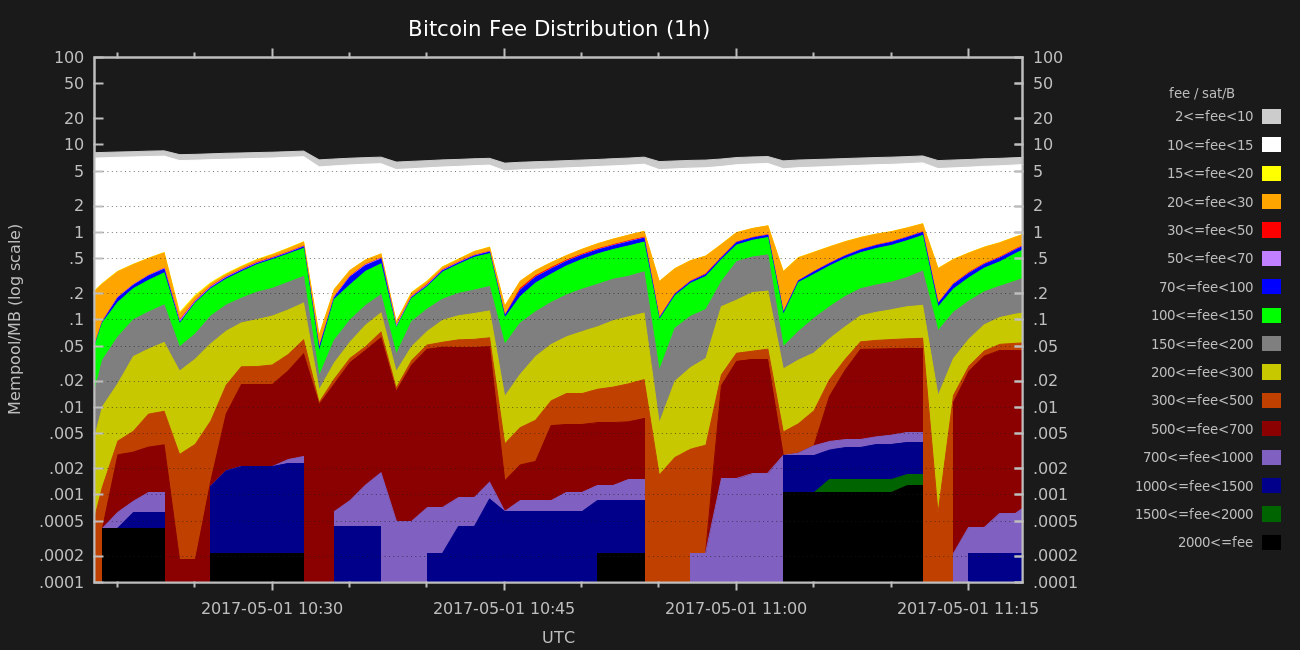 Bitcoin Fee Distribution (1h)
Mempool/MB (log scale)
100
50
20
10
5
2
1
.5
.2
.1
.05
.02
.01
.005
.002
.001
.0005
.0002
.0001
100
50
20
10
5
2
1
.5
.2
.1
.05
.02
.01
.005
.002
.001
.0005
.0002
.0001
2017-05-01 10:30
2017-05-01 10:45
2017-05-01 11:00
2017-05-01 11:15
UTC
fee / sat/B
2<=fee<10
10<=fee<15
15<=fee<20
20<=fee<30
30<=fee<50
50<=fee<70
70<=fee<100
100<=fee<150
150<=fee<200
200<=fee<300
300<=fee<500
500<=fee<700
700<=fee<1000
1000<=fee<1500
1500<=fee<2000
2000<=fee